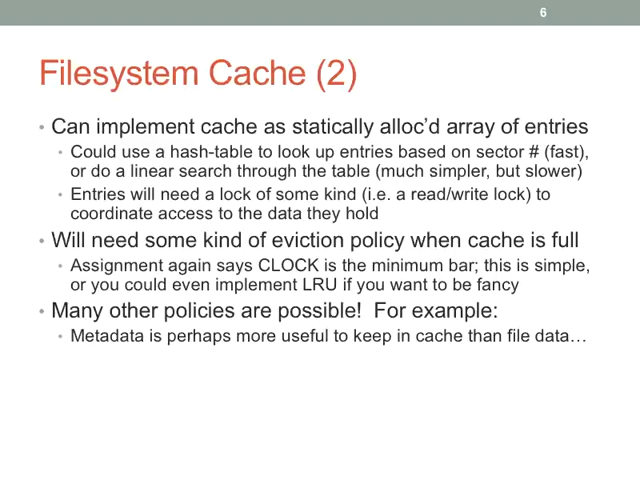 6
Filesystem Cache (2)
• Can implement cache as statically alloc’d array of entries
• Could use a hash-table to look up entries based on sector # (fast),
or do a linear search through the table (much simpler, but slower)
• Entries will need a lock of some kind (i.e. a read/write lock) to
coordinate access to the data they hold
• Will need some kind of eviction policy when cache is full
• Assignment again says CLOCK is the minimum bar; this is simple,
or you could even implement LRU if you want to be fancy
• Many other policies are possible!  For example:
• Metadata is perhaps more useful to keep in cache than file data…